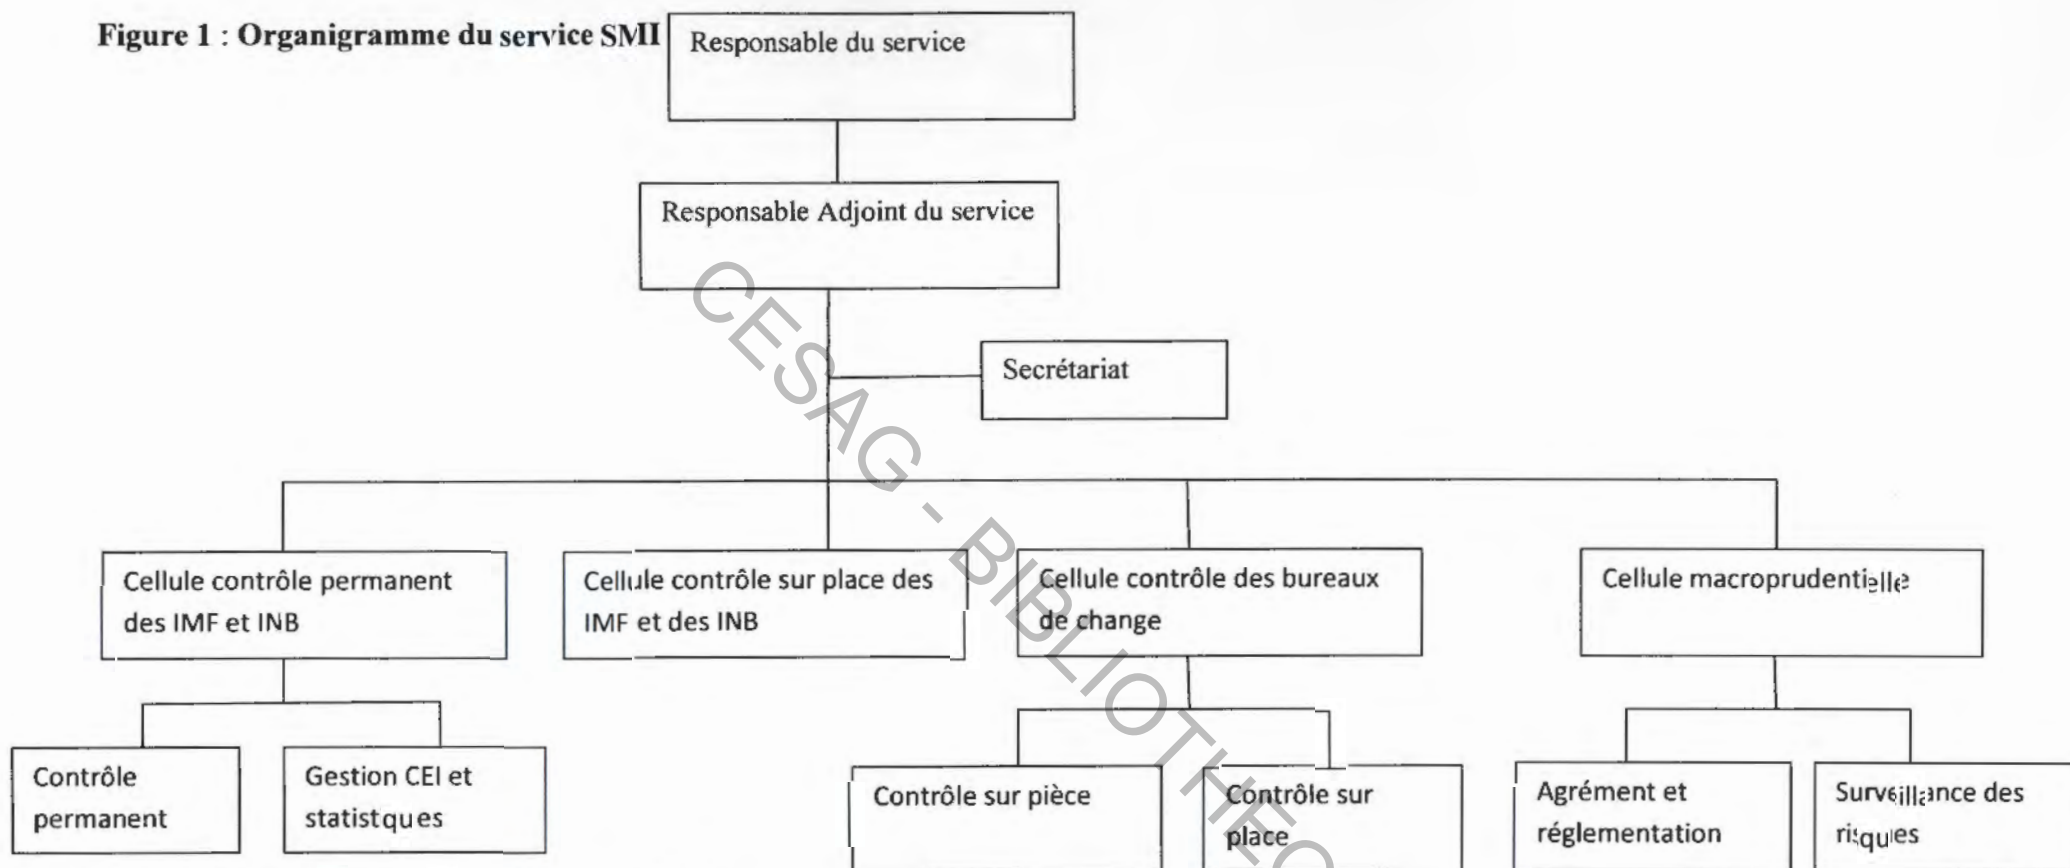 Figure 1 : Organigramme du service SMI
Responsable du service
Responsable Adjoint du service
Secrétariat
Cellule contrôle permanent
des IMF et INB
Cellule contrôle sur place des
IMF et des INB
Cellule contrôle des bureaux
de change
Cellule macroprudentielle
Contrôle
permanent
Gestion CEI et
statistques
Contrôle sur pièce
Contrôle sur
place
Agrément et
réglementation
Surveillance des
risques
CESAG - BIBLIOTHEQ